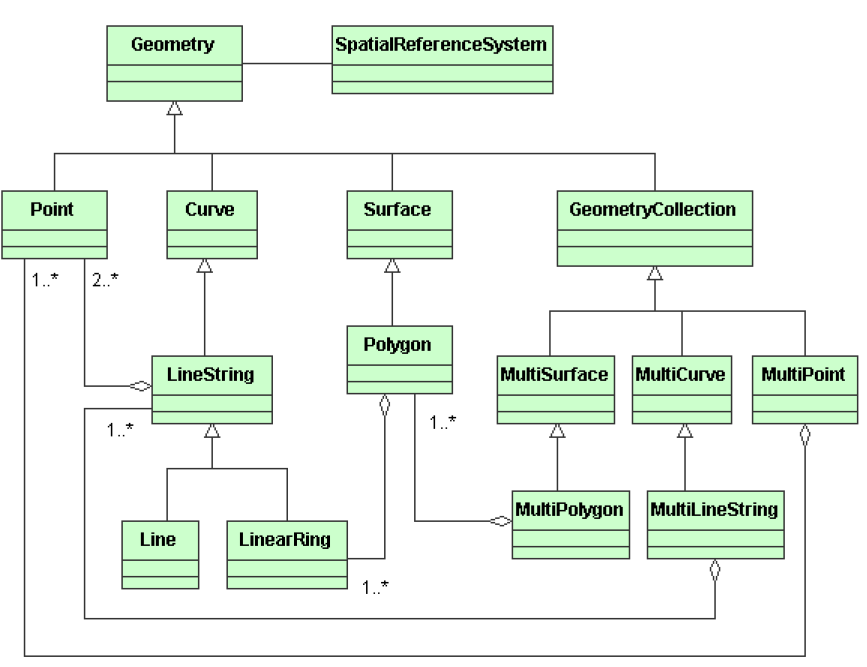 Geometry
SpatialReferenceSystem
Point
Curve
Surface
GeometryCollection
1..*
2..*
Polygon
LineString
MultiSurface
MultiCurve
MultiPoint
1..*
1..*
MultiPolygon
MultiLineString
Line
LinearRing
1..*